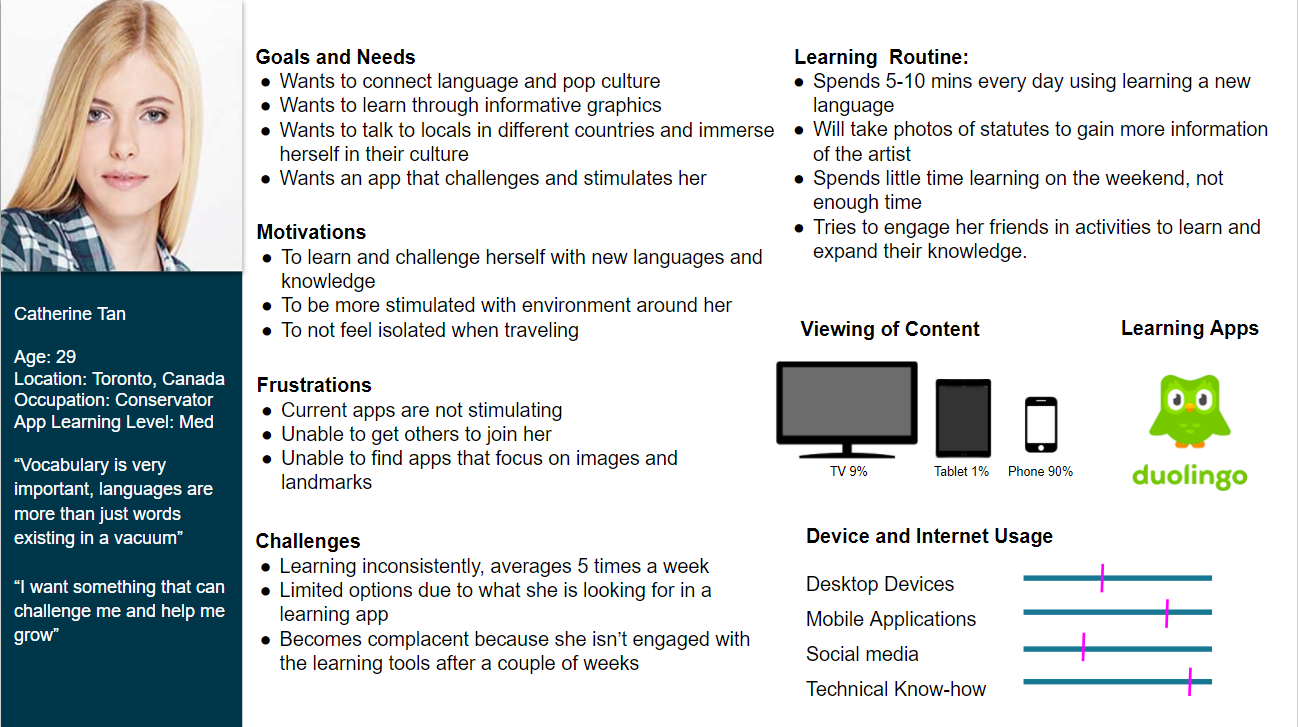 Catherine Tan
Age: 29
Location: Toronto, Canada
Occupation: Conservator
App Learning Level: Med
“Vocabulary is very
important, languages are
more than just words
existing in a vacuum”
“I want something that can
challenge me and help me
grow”
Goals and Needs
● Wants to connect language and pop culture
● Wants to learn through informative graphics
● Wants to talk to locals in different countries and immerse
herself in their culture
● Wants an app that challenges and stimulates her
Motivations
● To learn and challenge herself with new languages and
knowledge
● To be more stimulated with environment around her
● To not feel isolated when traveling
Frustrations
● Current apps are not stimulating
● Unable to get others to join her
● Unable to find apps that focus on images and
landmarks
Challenges
● Learning inconsistently, averages 5 times a week
● Limited options due to what she is looking for in a
learning app
● Becomes complacent because she isn’t engaged with
the learning tools after a couple of weeks
Learning Routine:
● Spends 5-10 mins every day using learning a new
language
● Will take photos of statutes to gain more information
of the artist
● Spends little time learning on the weekend, not
enough time
● Tries to engage her friends in activities to learn and
expand their knowledge.
Viewing of Content
TV 9%
Tablet 1%
Phone 90%
Learning Apps
duolingo
Device and Internet Usage
Desktop Devices
Mobile Applications
Social media
Technical Know-how